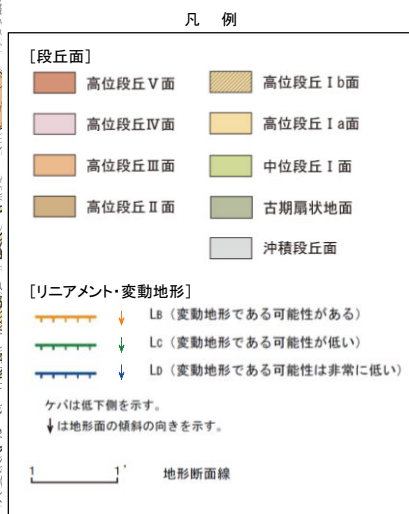 凡 例
[段丘面]
高位段丘Ⅴ面 高位段丘Ⅰb面
高位段丘Ⅳ面 高位段丘Ⅰa面
高位段丘Ⅲ面 中位段丘Ⅰ面
高位段丘Ⅱ面 古期扇状地面
沖積段丘面
[リニアメント・変動地形]
LB（変動地形である可能性がある）
LC（変動地形である可能性が低い）
LD（変動地形である可能性は非常に低い）
ケバは低下側を示す。
↓は地形面の傾斜の向きを示す。
1 1' 地形断面線